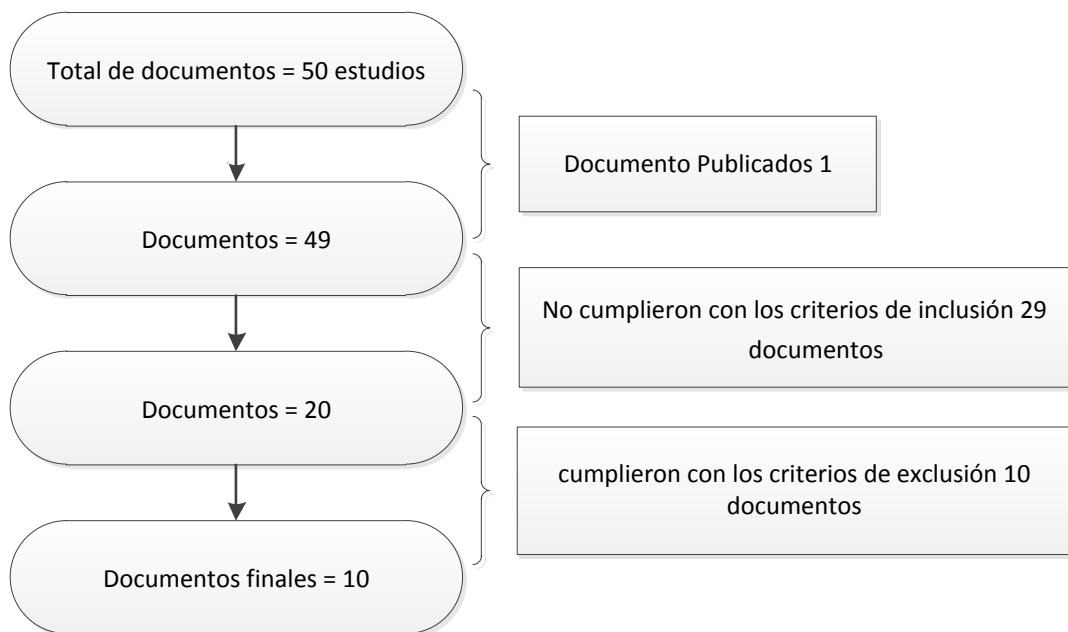 Total de documentos = 50 estudios
Documento Publicados 1
Documentos = 49
No cumplieron con los criterios de inclusión 29
documentos
Documentos = 20
cumplieron con los criterios de exclusión 10
documentos
Documentos finales = 10